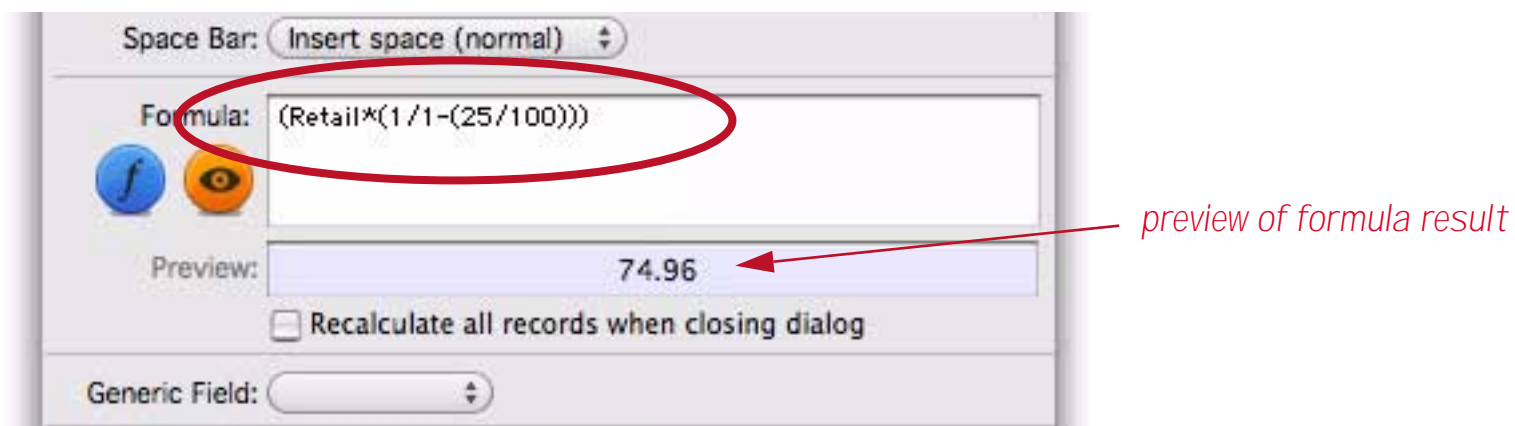 Space Bar: Insert space (normal)
Formula: (Retail*(1/1-(25/100)))
f
preview of formula result
Preview: 74.96
Recalculate all records when closing dialog
Generic Field: